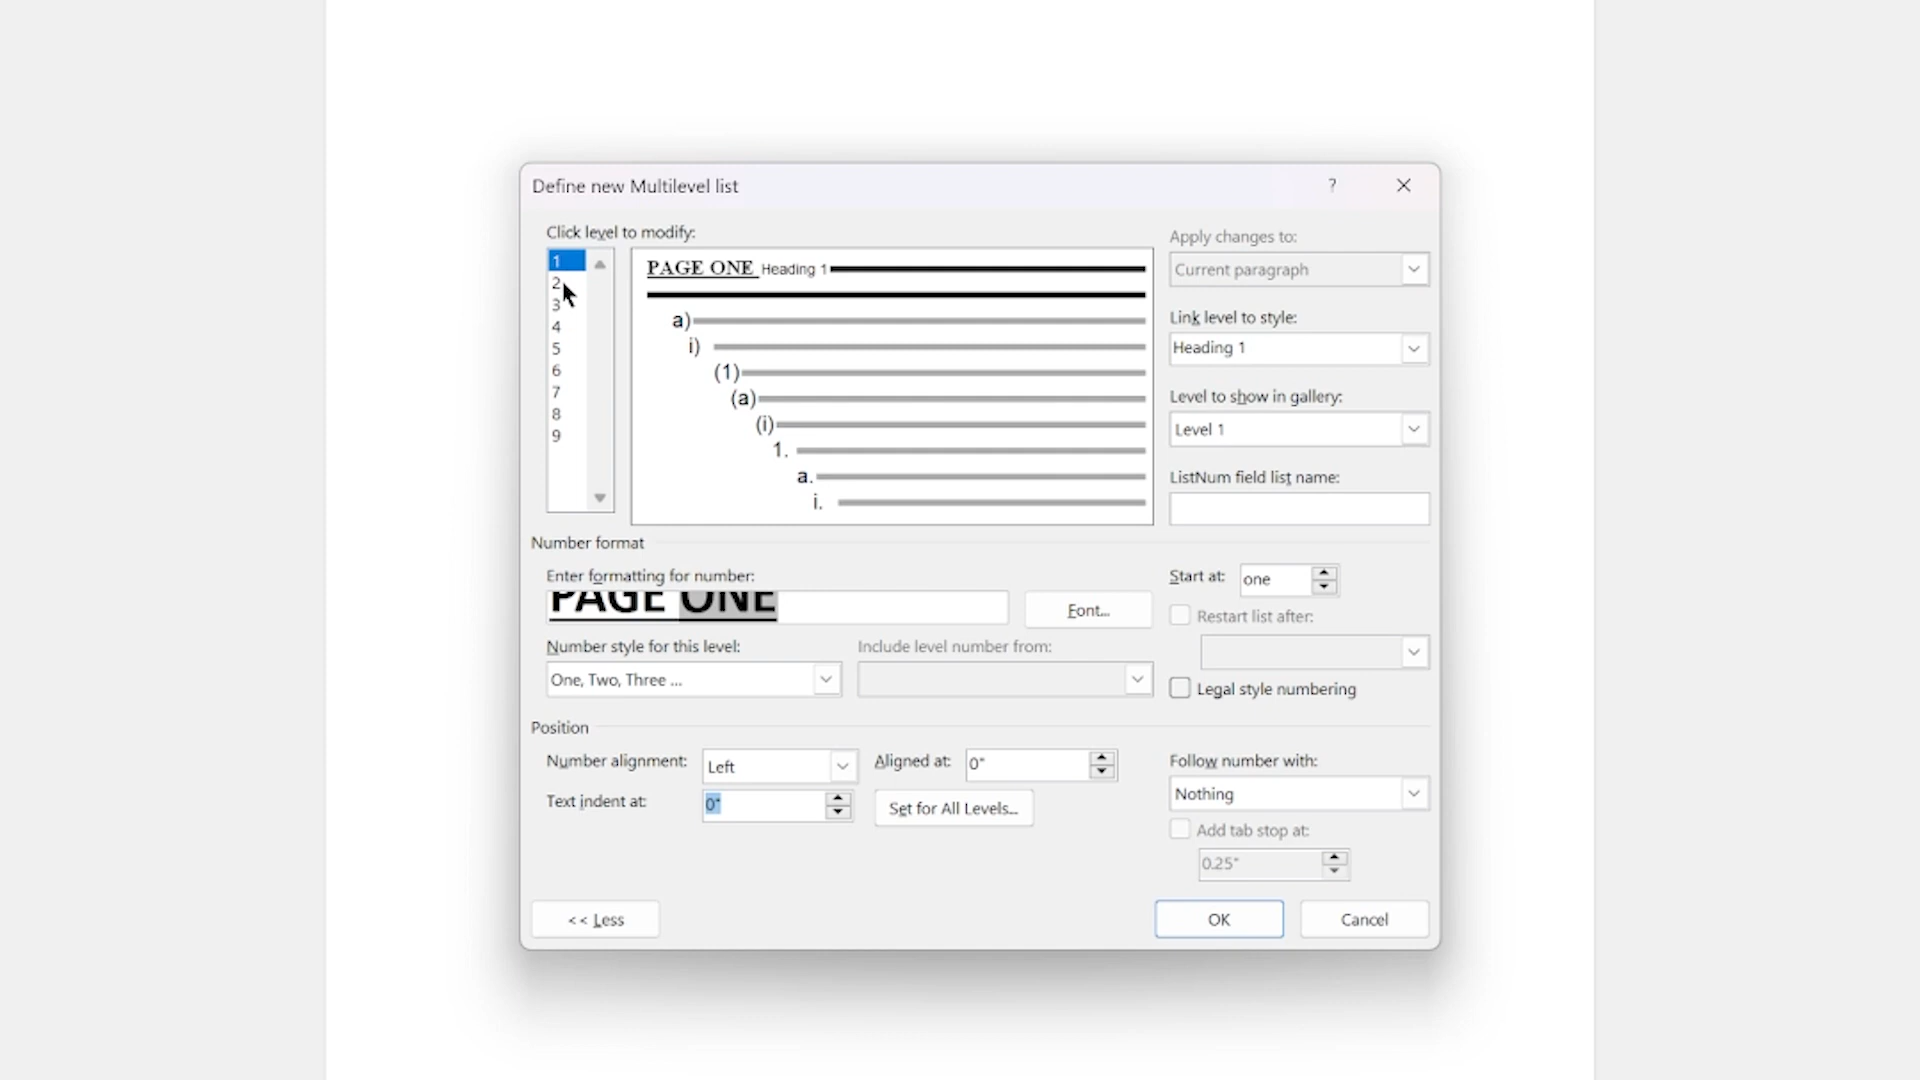 Define new Multilevel list ?
Click level to modify:
1
2
3
4
5
6
7
8
9
PAGE ONE Heading 1
a)
i)
(1)
(a)
(i)
1.
a.
i.
Apply changes to:
Current paragraph
Link level to style:
Heading 1
Level to show in gallery:
Level 1
ListNum field list name:
Number format
Enter formatting for number:
PAGE ONE
Font...
Start at: one
Restart list after:
Number style for this level:
One, Two, Three ...
Include level number from:
Legal style numbering
Position
Number alignment: Left
Aligned at: 0"
Text indent at: 0"
Set for All Levels...
Follow number with:
Nothing
Add tab stop at:
0.25"
<< Less
OK
Cancel